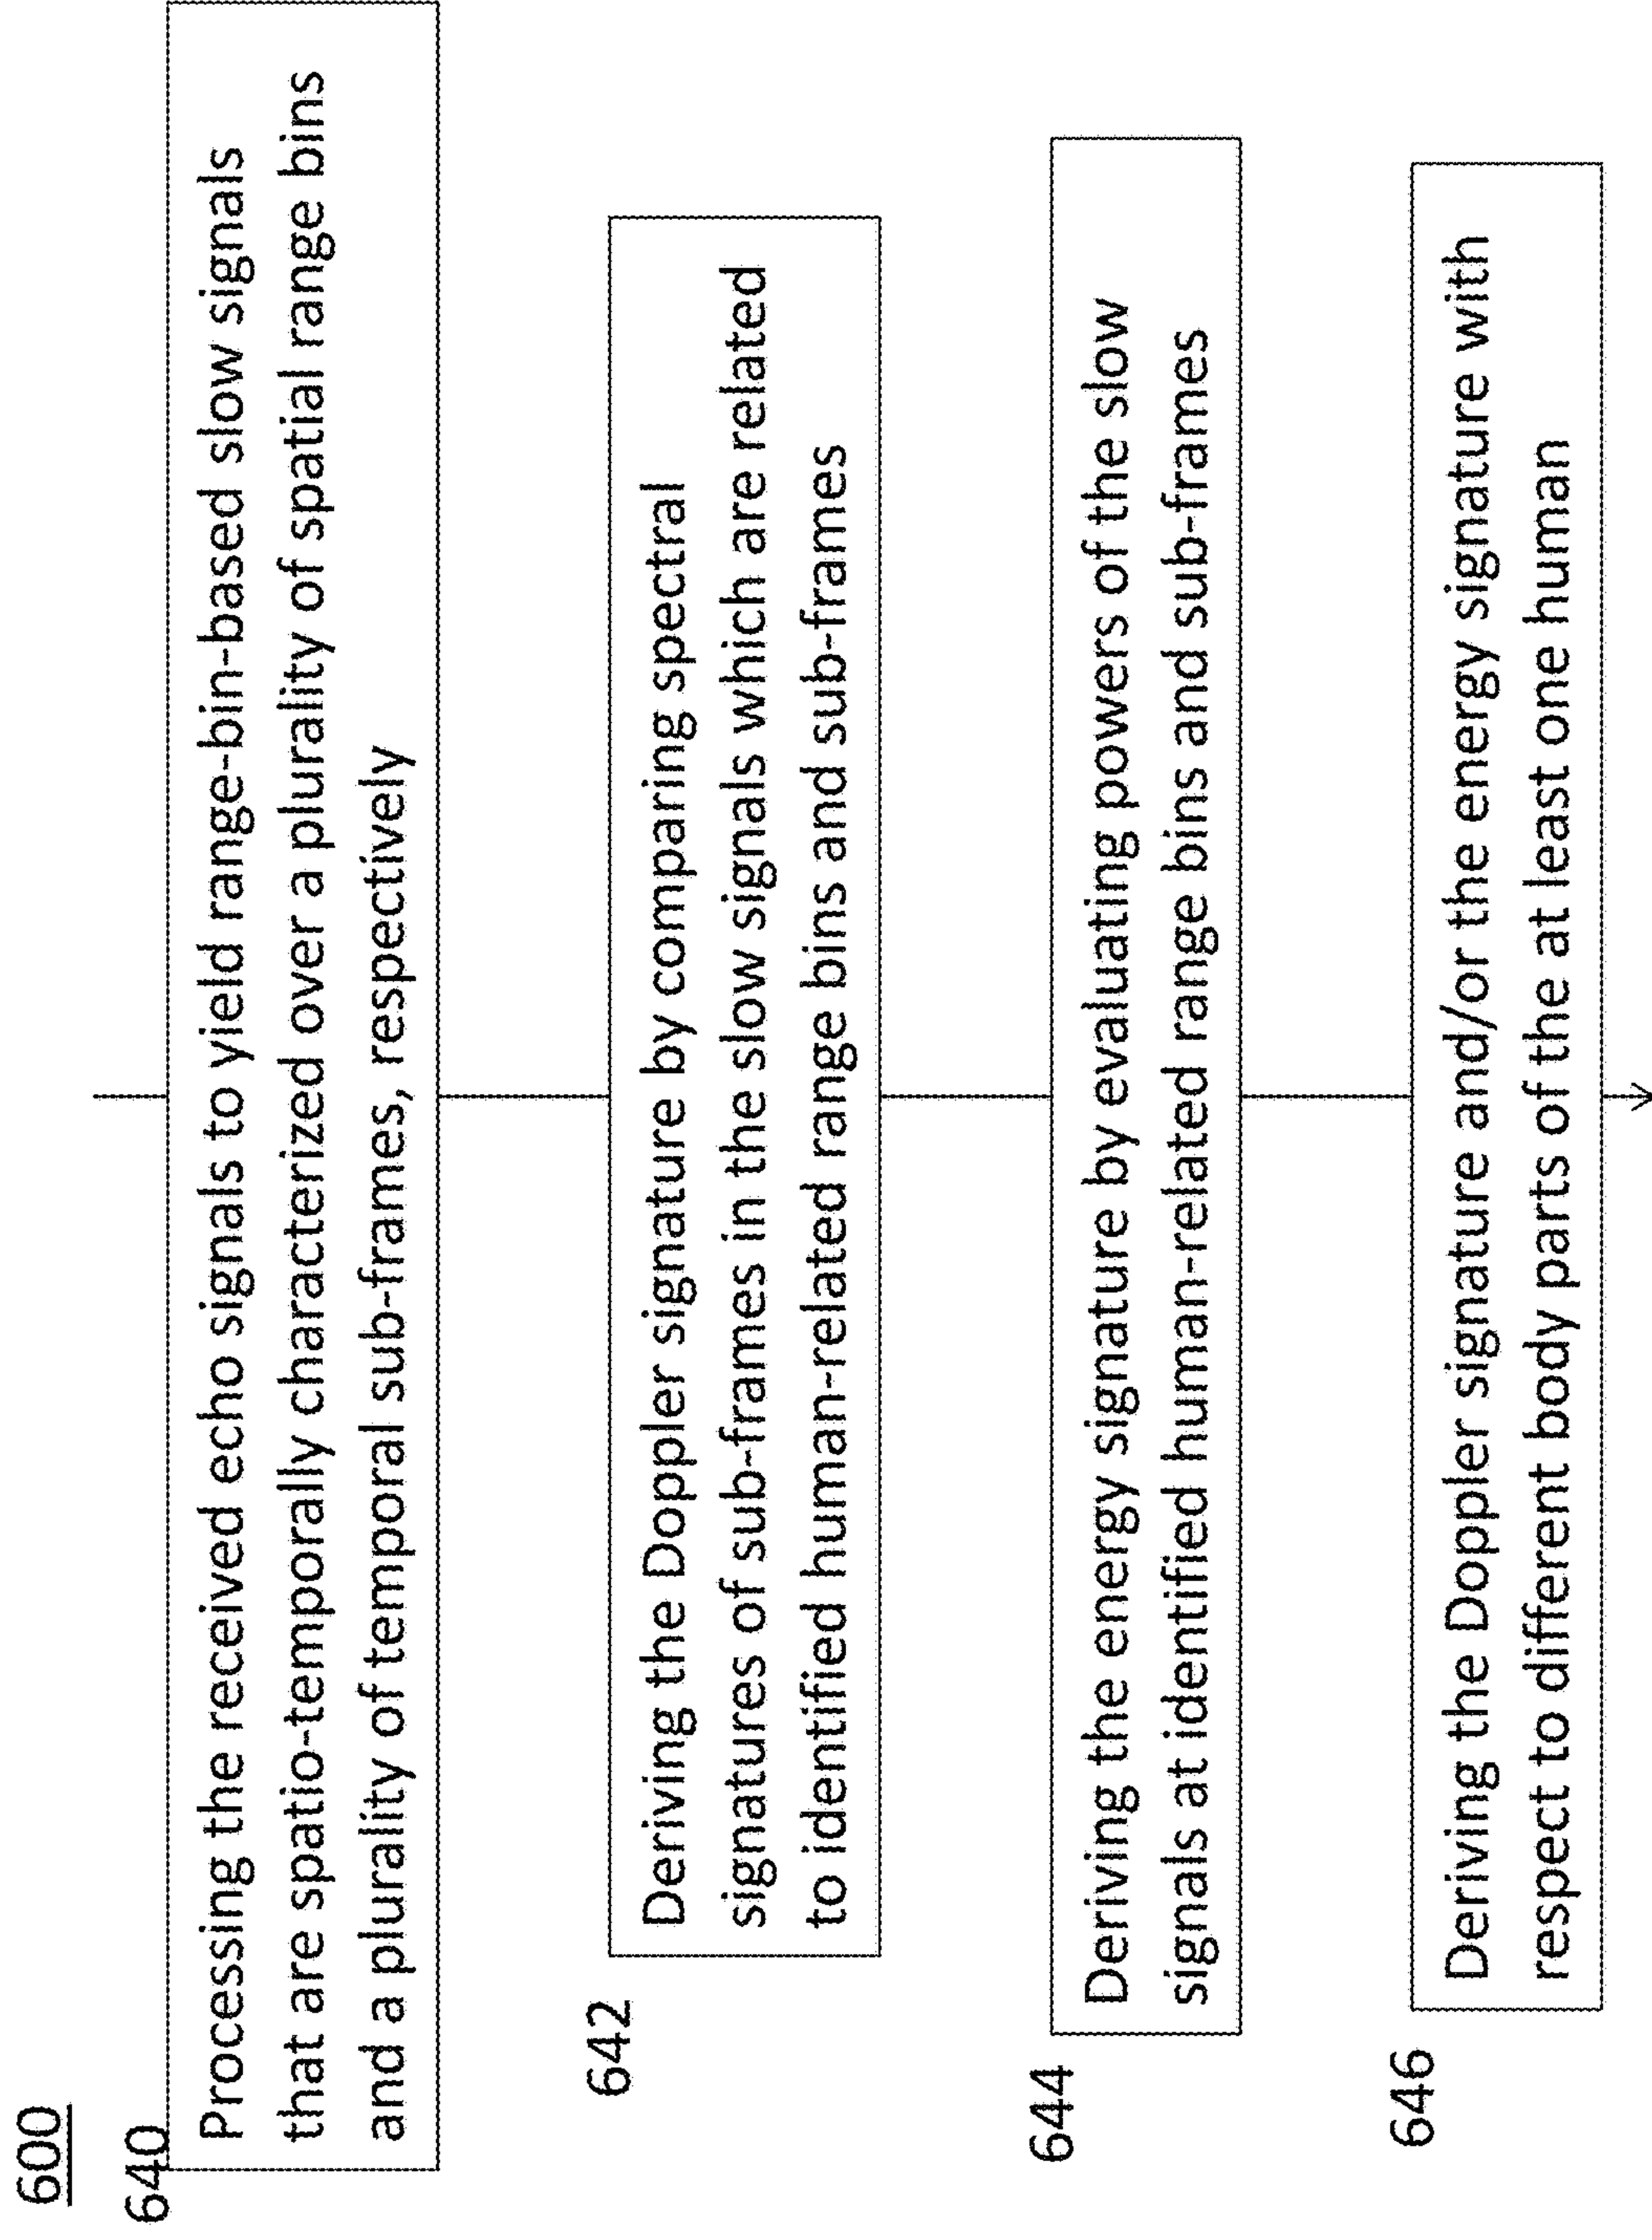 600
640
Processing the received echo signals to yield range-bin-based slow signals
that are spatio-temporally characterized over a plurality of spatial range bins
and a plurality of temporal sub-frames, respectively
642
Deriving the Doppler signature by comparing spectral
signatures of sub-frames in the slow signals which are related
to identified human-related range bins and sub-frames
644
Deriving the energy signature by evaluating powers of the slow
signals at identified human-related range bins and sub-frames
646
Deriving the Doppler signature and/or the energy signature with
respect to different body parts of the at least one human